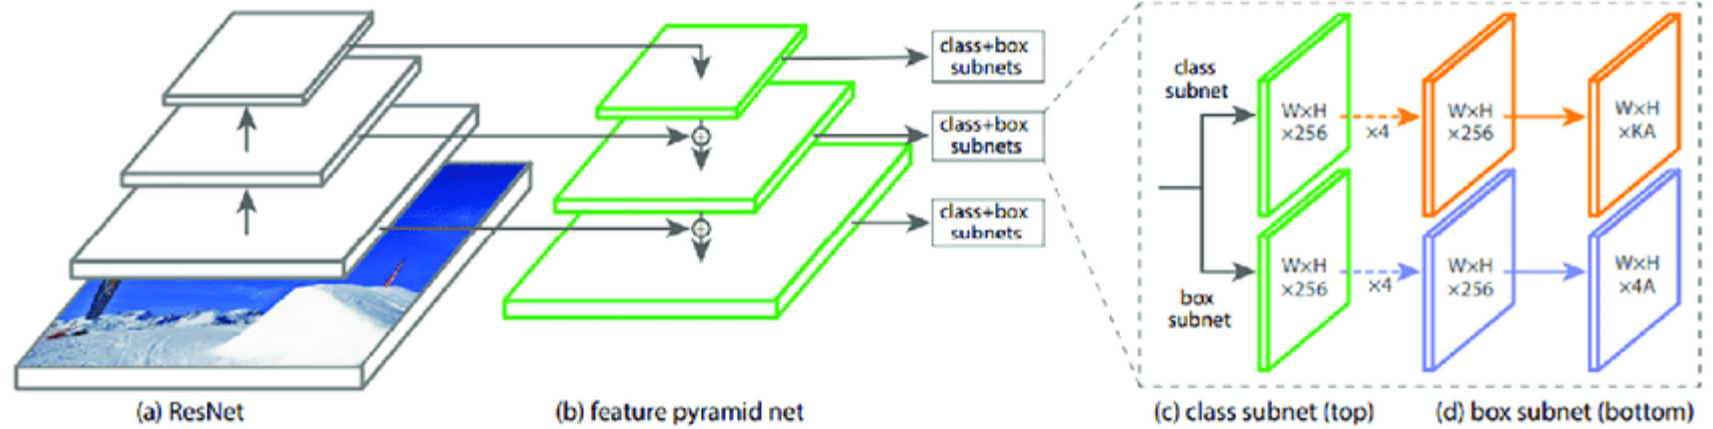 class+box
subnets
class+box
subnets
class+box
subnets
class
subnet
W×H
×256
×4
W×H
×256
W×H
×KA
box
subnet
W×H
×256
×4
W×H
×256
W×H
×4A
(a) ResNet
(b) feature pyramid net
(c) class subnet (top)
(d) box subnet (bottom)